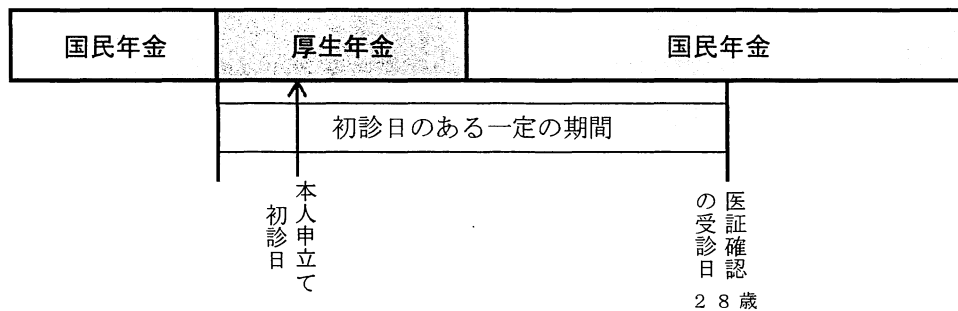 国民年金
厚生年金
国民年金
初診日のある一定の期間
本人申立て
初診日
医証確認
の受診日
28歳